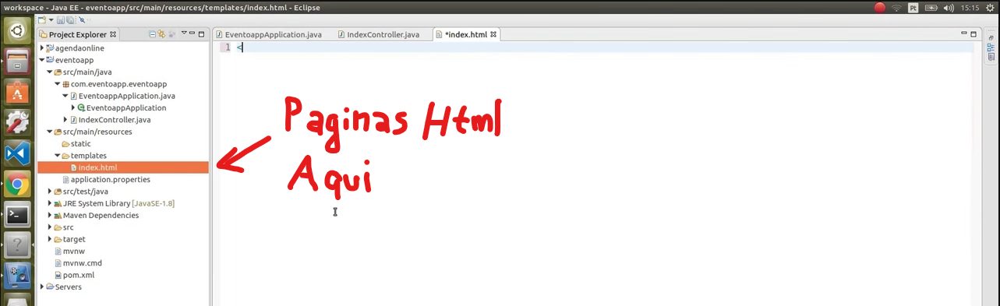 workspace - Java EE - eventoapp/src/main/resources/templates/index.html - Eclipse
Pt
15:15
Project Explorer
EventoappApplication.java
IndexController.java
*index.html
agendaonline
eventoapp
src/main/java
com.eventoapp.eventoapp
EventoappApplication.java
EventoappApplication
IndexController.java
src/main/resources
static
templates
index.html
application.properties
src/test/java
JRE System Library [JavaSE-1.8]
Maven Dependencies
src
target
mvnw
mvnw.cmd
pom.xml
Servers
1 <
Paginas Html
Aqui